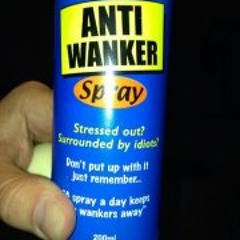 ANTI
WANKER
Spray
Stressed out?
Surrounded by idiots?
Don't put up with it
just remember...
"A spray a day keeps
wankers away"
200ml